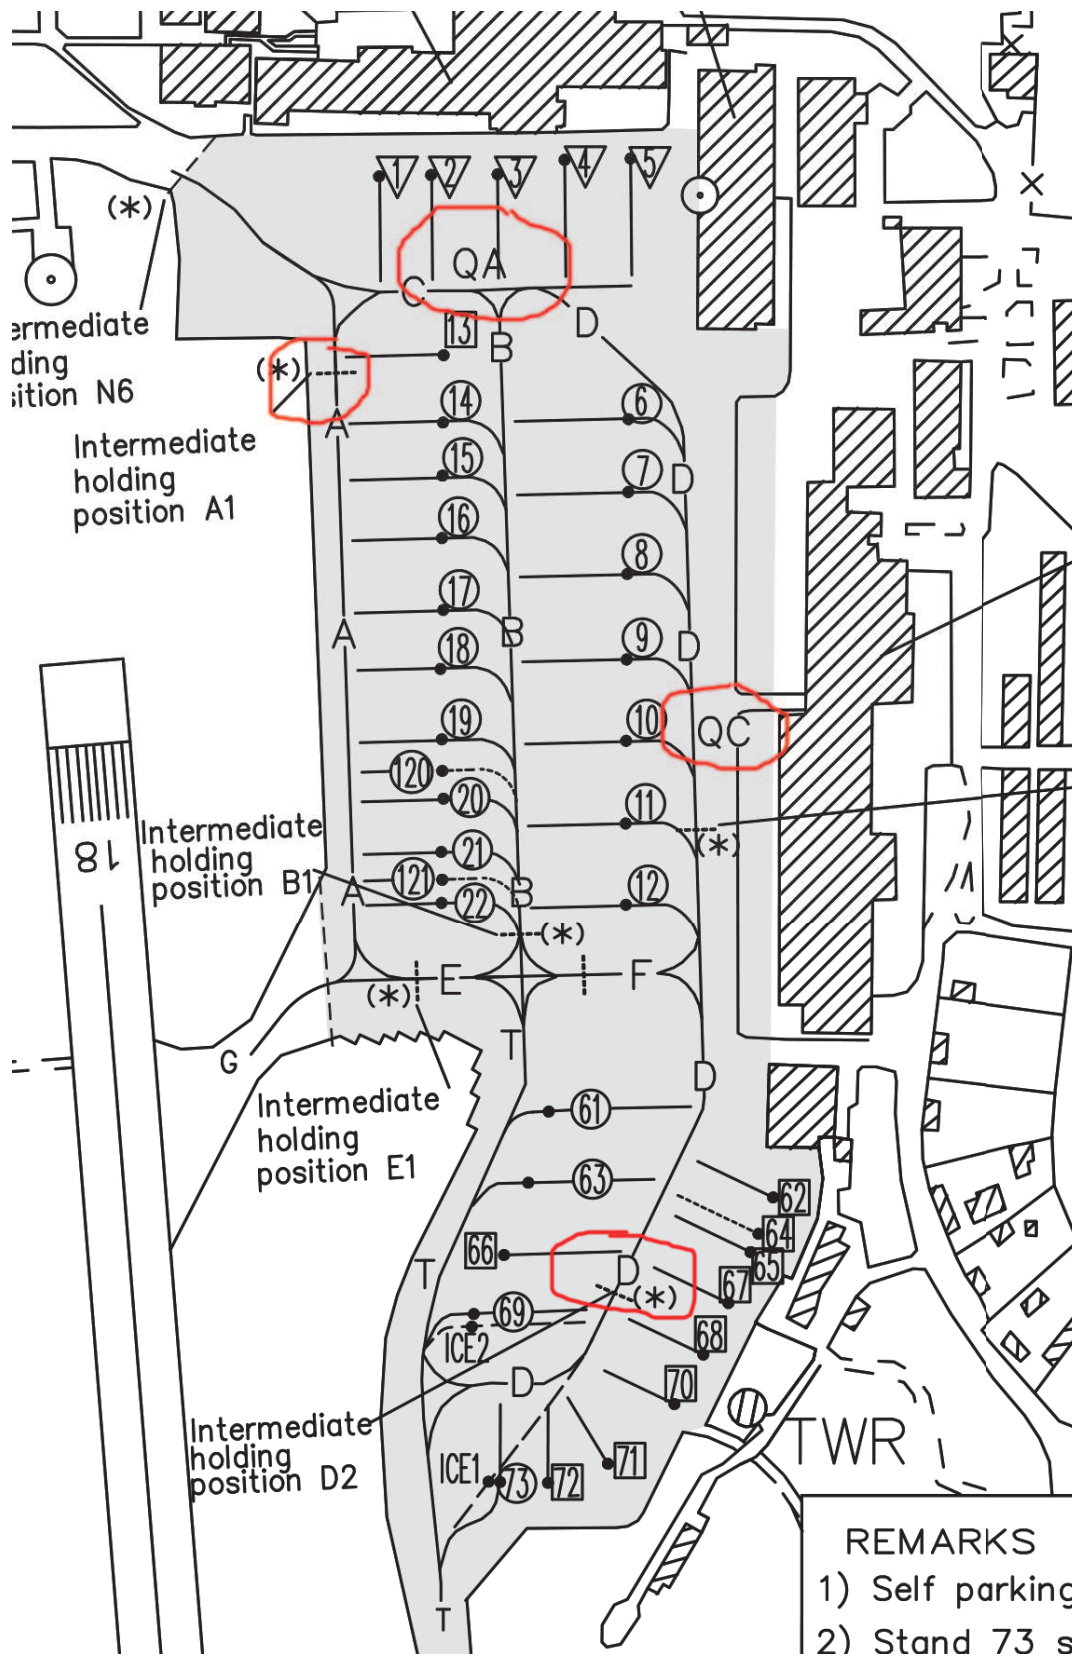 1
2
3
4
5
(*)
QA
C
D
ermediate
ding
sition N6
13
B
(*)
A
14
6
Intermediate
holding
position A1
15
7
D
16
8
17
A
B
9
D
18
19
10
QC
120
20
11
18
Intermediate
holding
position B1
(*)
21
121
A
22
B
12
(*)
E
F
(*)
T
G
D
Intermediate
holding
position E1
61
63
62
64
65
66
T
D
67
(*)
69
ICE2
68
D
70
Intermediate
holding
position D2
TWR
ICE1
73
72
71
T
REMARKS
1) Self parking
2) Stand 73 s